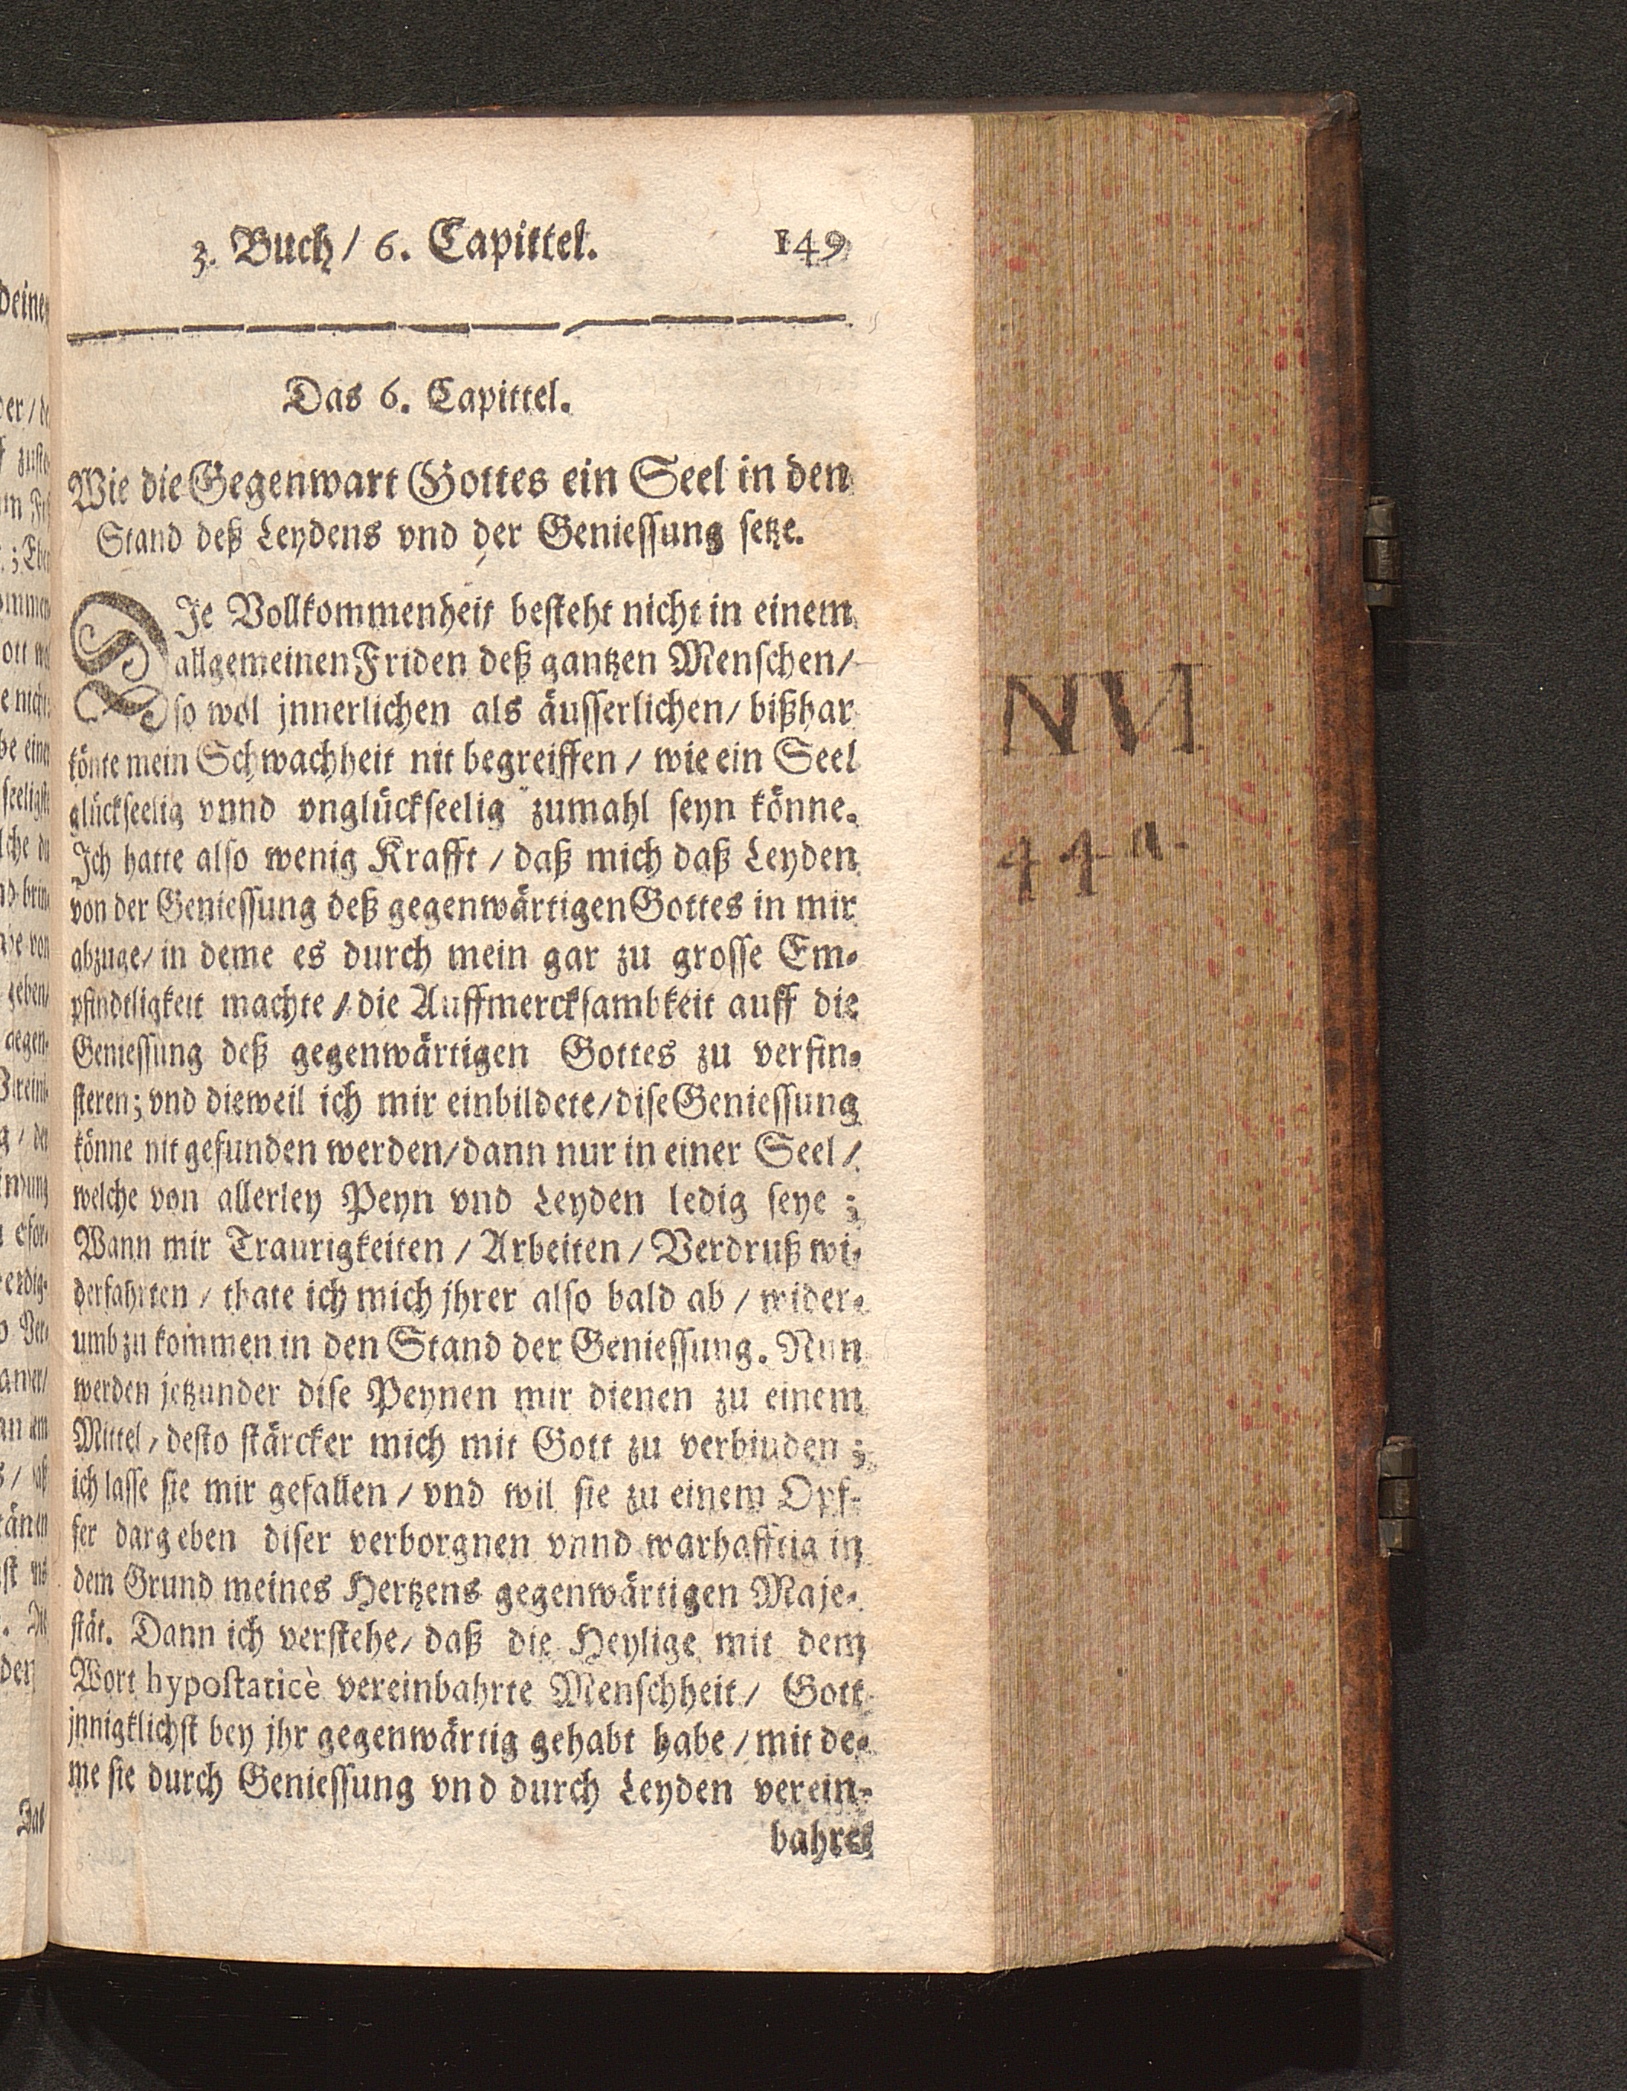 3. Buch/ 6. Capittel. 149
Das 6. Capittel.
Wie die Gegenwart Gottes ein Seel in den
Stand deß Leydens vnd der Geniessung setze.
DJe Vollkommenheit besteht nicht in einem
allgemeinen Friden deß gantzen Menschen/
so wol jnnerlichen als äusserlichen/ bißhar
könte mein Schwachheit nit begreiffen/ wie ein Seel
glückseelig vnnd vnglückseelig zumahl seyn könne.
Jch hatte also wenig Krafft/ daß mich daß Leyden
von der Geniessung deß gegenwärtigen Gottes in mir
abzuge/ in deme es durch mein gar zu grosse Em-
pfindtligkeit machte/ die Auffmercksambkeit auff die
Geniessung deß gegenwärtigen Gottes zu verfin-
steren; vnd dieweil ich mir einbildete/ dise Geniessung
könne nit gefunden werden/ dann nur in einer Seel/
welche von allerley Peyn vnd Leyden ledig seye;
Wann mir Traurigkeiten/ Arbeiten/ Verdruß wi-
derfahrten/ thate ich mich jhrer also bald ab/ wider-
umb zu kommen in den Stand der Geniessung. Nun
werden jetzunder dise Peynen mir dienen zu einem
Mittel/ desto stärcker mich mit Gott zu verbiuden;
ich lasse sie mir gefallen/ vnd wil sie zu einem Opf-
fer dargeben diser verborgnen vnnd warhafftig in
dem Grund meines Hertzens gegenwärtigen Maje-
stät. Dann ich verstehe/ daß die Heylige mit dem
Wort hypostaticè vereinbahrte Menschheit/ Gott
jnnigklichst bey jhr gegenwärtig gehabt habe/ mit de-
me sie durch Geniessung vnd durch Leyden verein-
bahret
NVI
44 a.